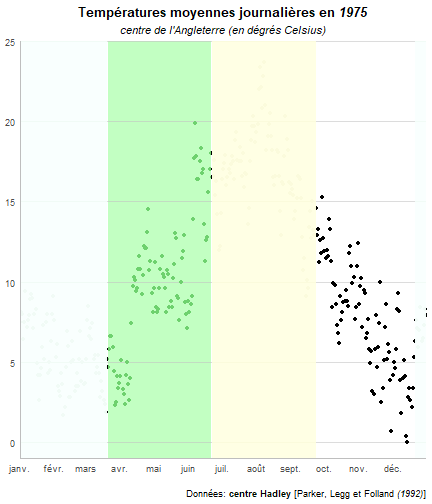 Températures moyennes journalières en 1975
centre de l'Angleterre (en dégrés Celsius)
25
20
15
10
5
0
janv. févr. mars avr. mai juin juil. août sept. oct. nov. déc.
Données: centre Hadley [Parker, Legg et Folland (1992)]